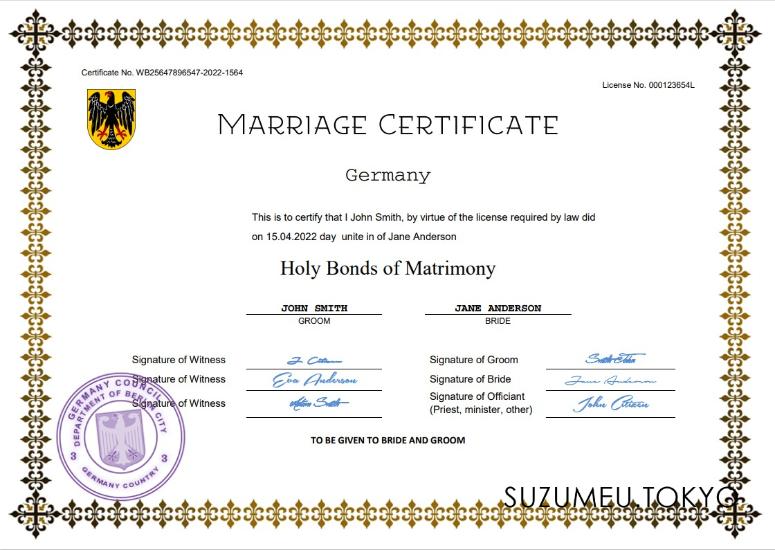 Certificate No. WB25647896547-2022-1564
License No. 000123654L
MARRIAGE CERTIFICATE
Germany
This is to certify that I John Smith, by virtue of the license required by law did
on 15.04.2022 day unite in of Jane Anderson
Holy Bonds of Matrimony
JOHN SMITH JANE ANDERSON
GROOM BRIDE
Signature of Witness J. Citizen Signature of Groom
Signature of Witness Eva Anderson Signature of Bride Jane Anderson
Signature of Witness Signature of Officiant John Citizen
(Priest, minister, other)
GERMANY COUNCIL
DEPARTMENT OF BERLIN CITY
3 3
GERMANY COUNTRY
TO BE GIVEN TO BRIDE AND GROOM
SUZUMEU.TOKYO